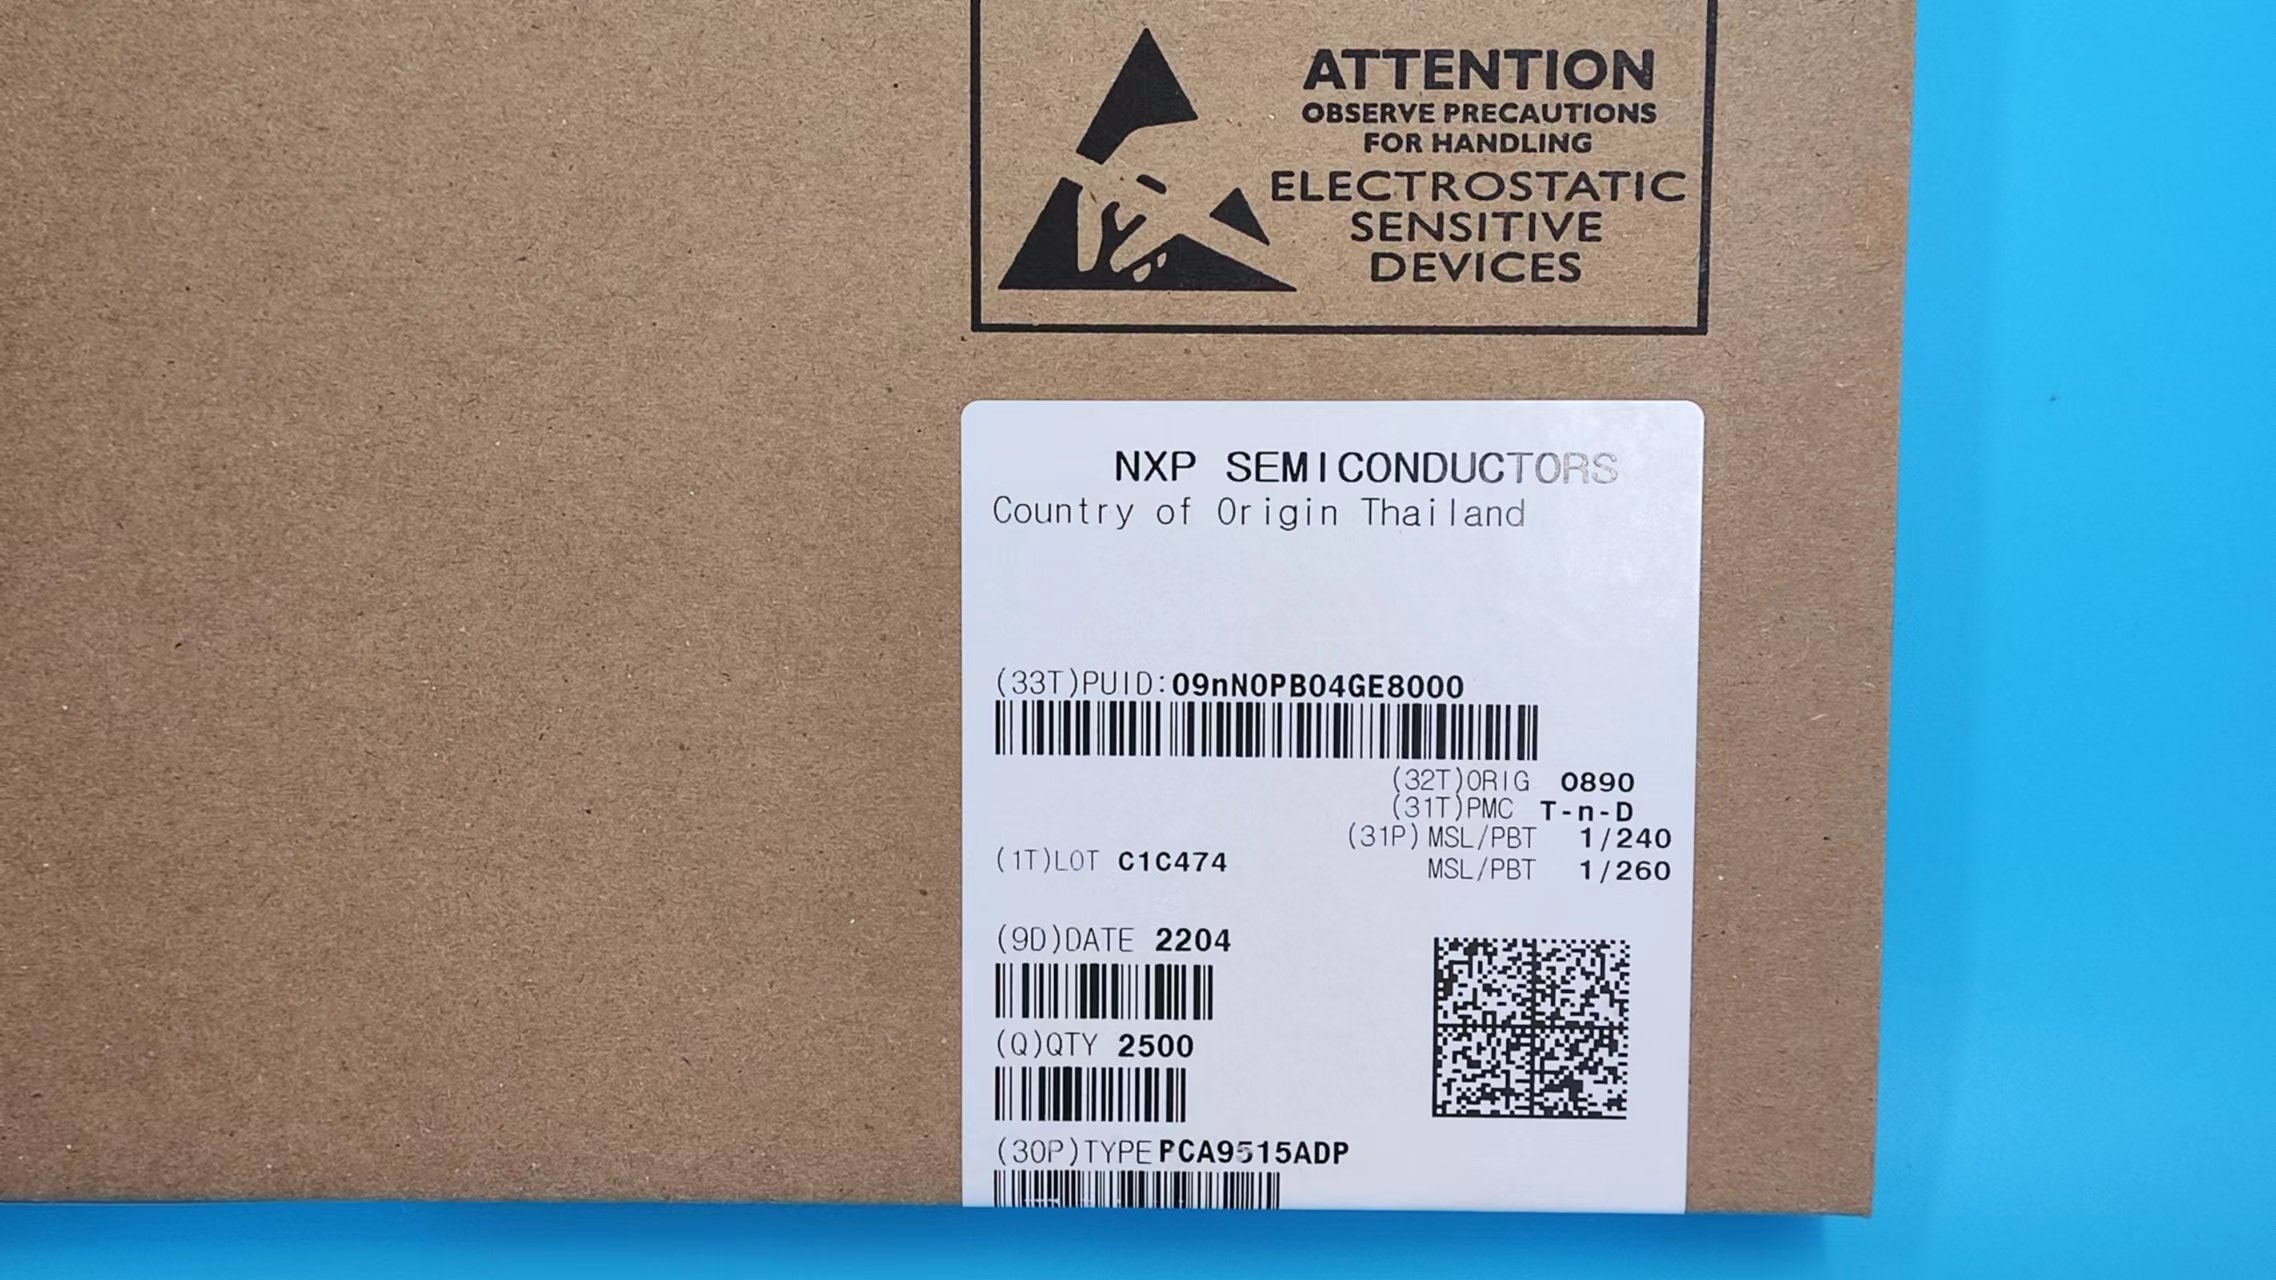 ATTENTION
OBSERVE PRECAUTIONS
FOR HANDLING
ELECTROSTATIC
SENSITIVE
DEVICES
NXP SEMICONDUCTORS
Country of Origin Thailand
(33T)PUID:09nN0PB04GE8000
(32T)ORIG 0890
(31T)PMC T-n-D
(31P)MSL/PBT 1/240
(1T)LOT C1C474
MSL/PBT 1/260
(9D)DATE 2204
(Q)QTY 2500
(30P)TYPE PCA9515ADP